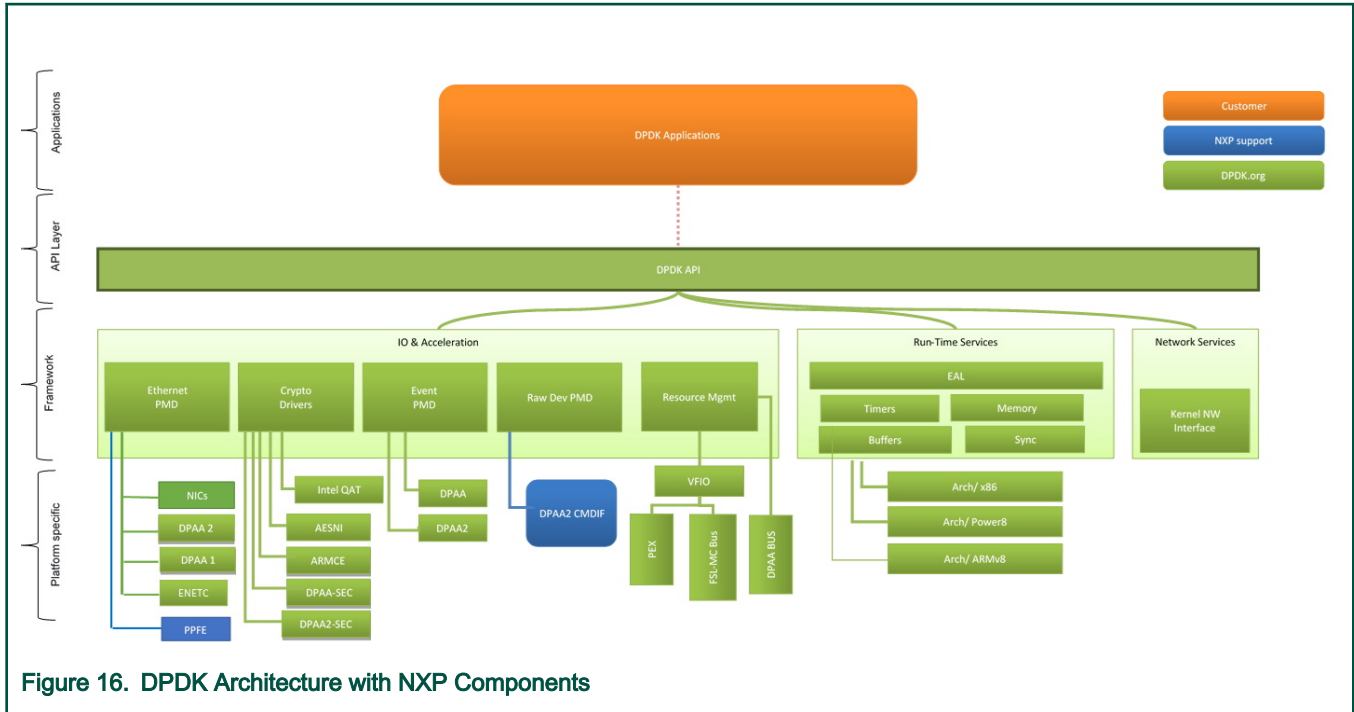 Applications
DPDK Applications
Customer
NXP support
DPDK.org
API Layer
DPDK API
Framework
IO & Acceleration
Ethernet
PMD
Crypto
Drivers
Event
PMD
Raw Dev PMD
Resource Mgmt
Run-Time Services
EAL
Timers
Memory
Buffers
Sync
Network Services
Kernel NW
Interface
Platform specific
NICs
DPAA 2
DPAA 1
ENETC
PPFE
Intel QAT
AESNI
ARMCE
DPAA-SEC
DPAA2-SEC
DPAA
DPAA2
DPAA2 CMDIF
VFIO
PEX
FSL-MC Bus
DPAA BUS
Arch/ x86
Arch/ Power8
Arch/ ARMv8
Figure 16. DPDK Architecture with NXP Components